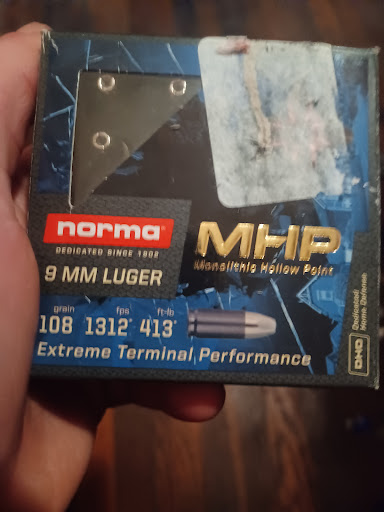 norma
DEDICATED SINCE 1902
MHP
Monolithic Hollow Point
9 MM LUGER
grain fps ft-lb
108 1312* 413*
Extreme Terminal Performance
DHD
Dedicated
Home Defense